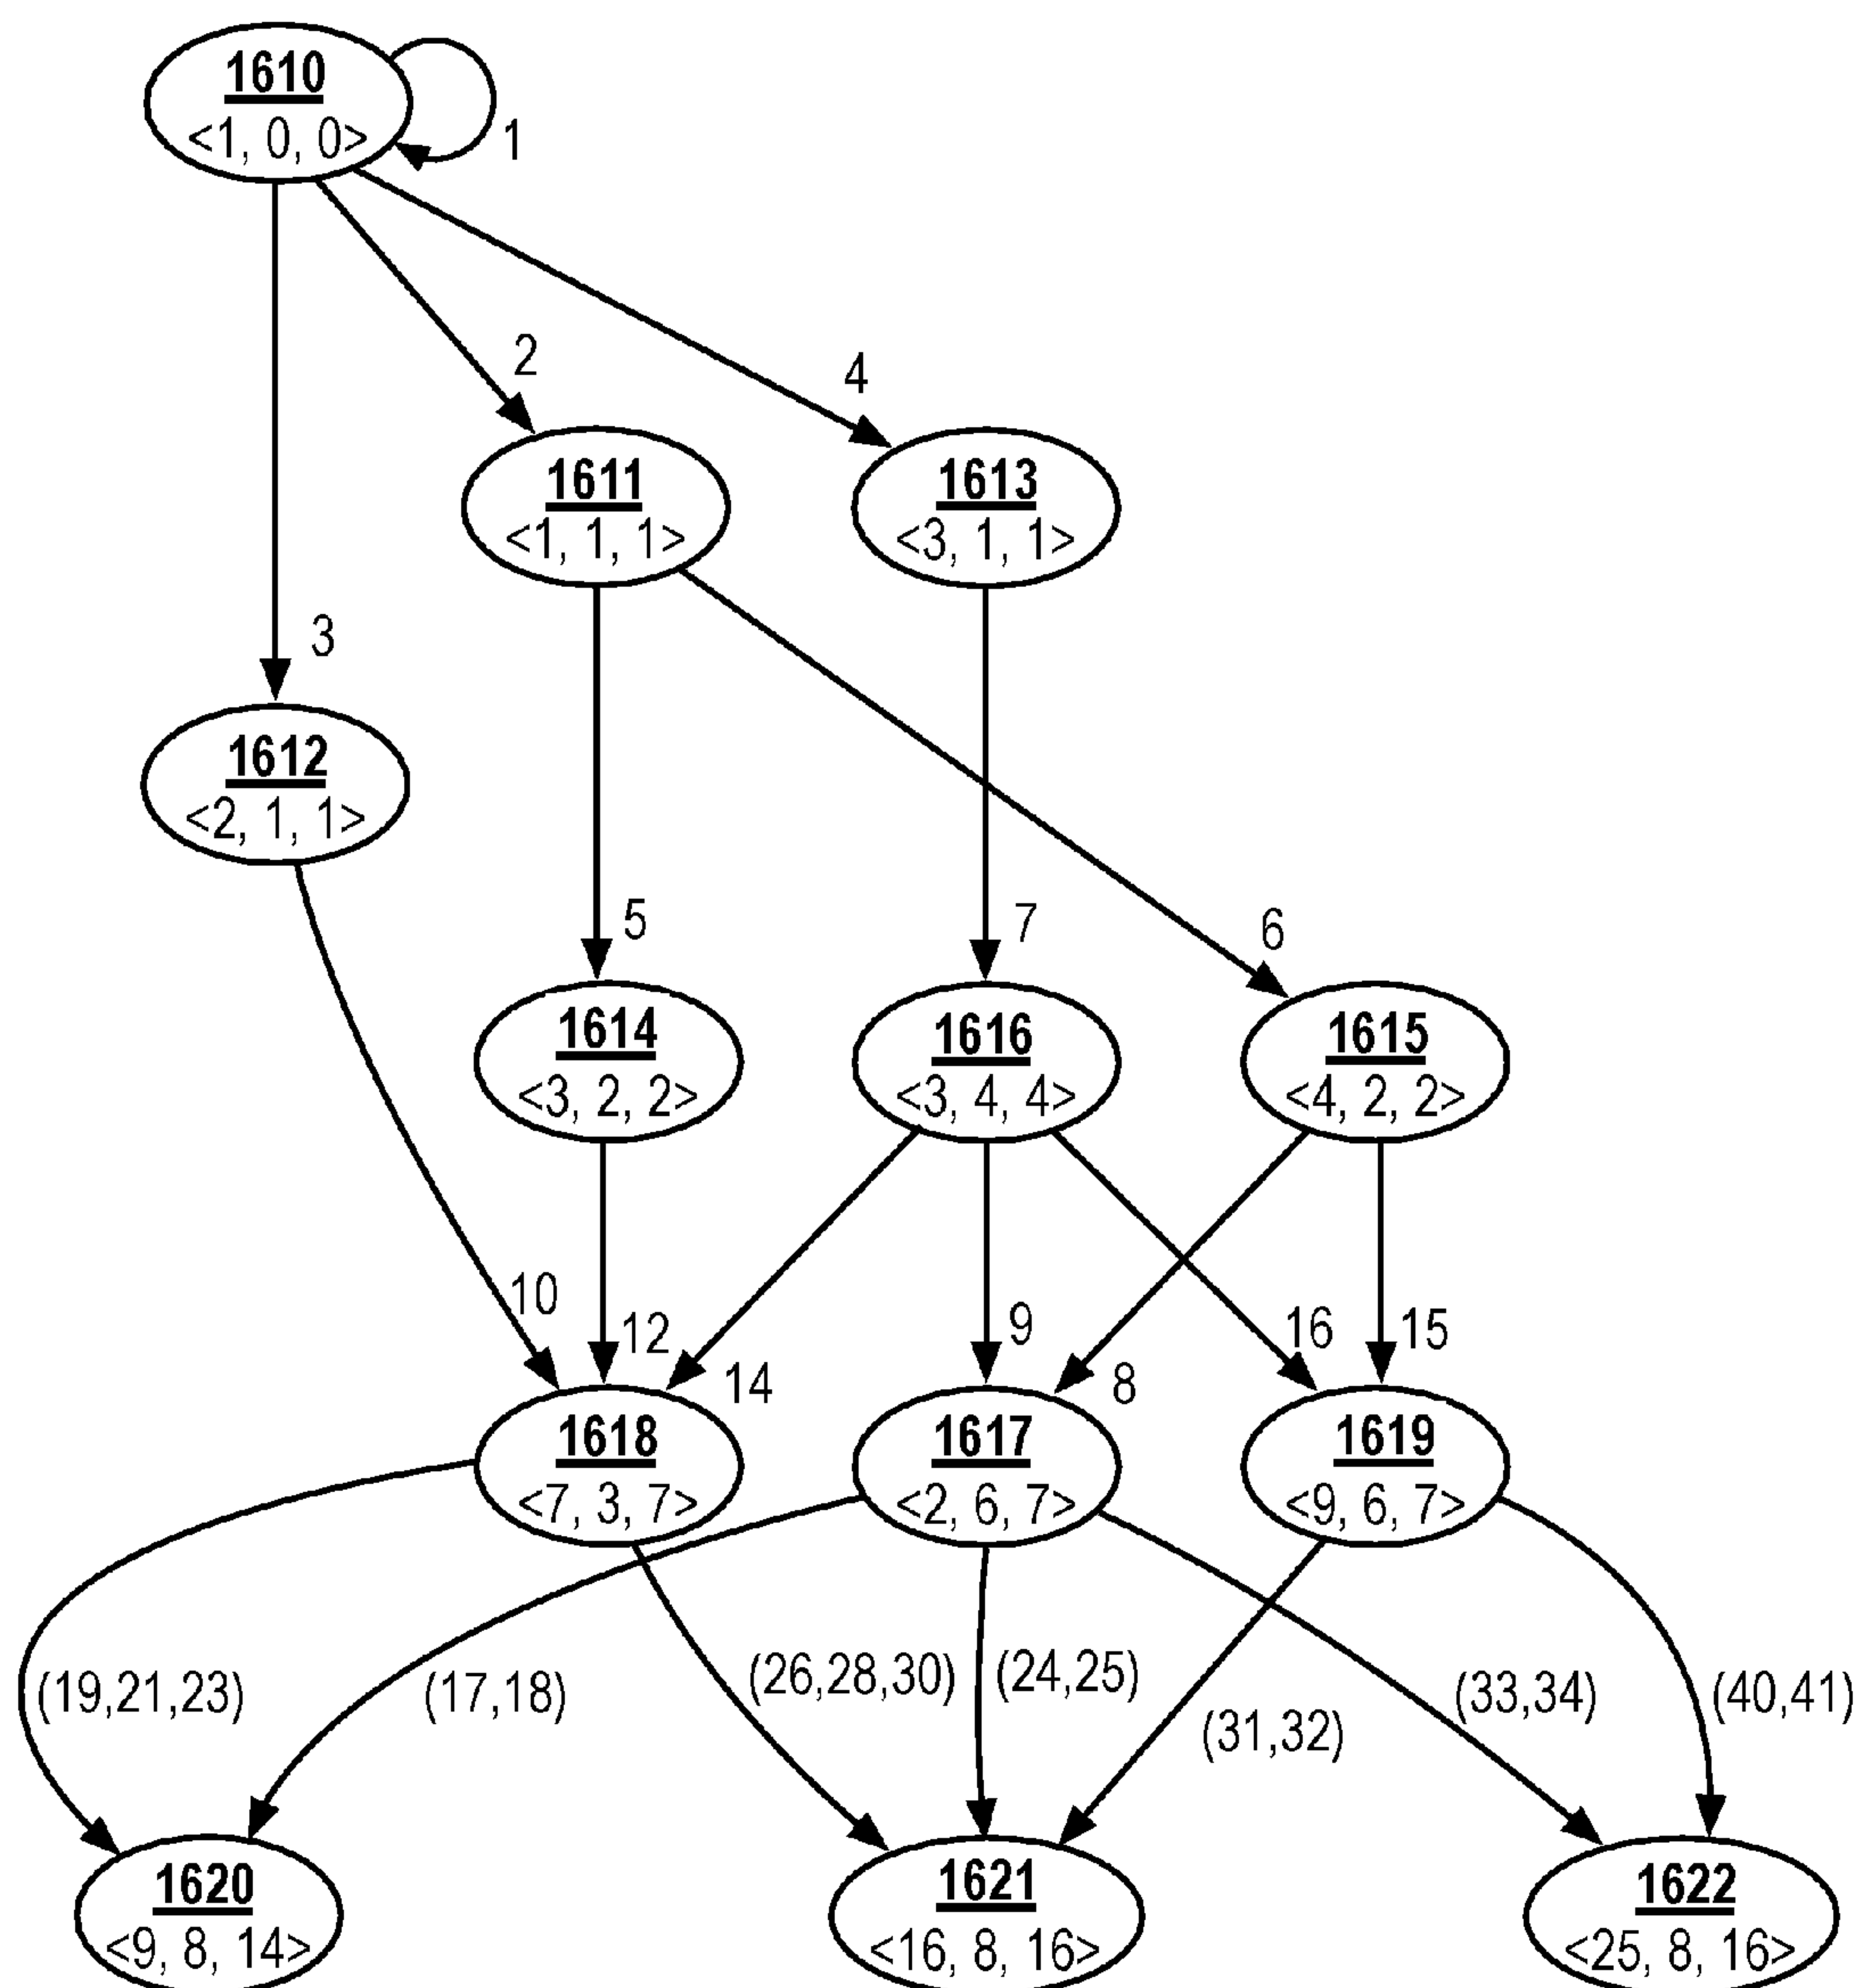 1610
<1, 0, 0>
1
2
4
1611
<1, 1, 1>
1613
<3, 1, 1>
3
1612
<2, 1, 1>
5
7
6
1614
<3, 2, 2>
1616
<3, 4, 4>
1615
<4, 2, 2>
10
12
14
9
8
16
15
1618
<7, 3, 7>
1617
<2, 6, 7>
1619
<9, 6, 7>
(19,21,23)
(17,18)
(26,28,30)
(24,25)
(31,32)
(33,34)
(40,41)
1620
<9, 8, 14>
1621
<16, 8, 16>
1622
<25, 8, 16>